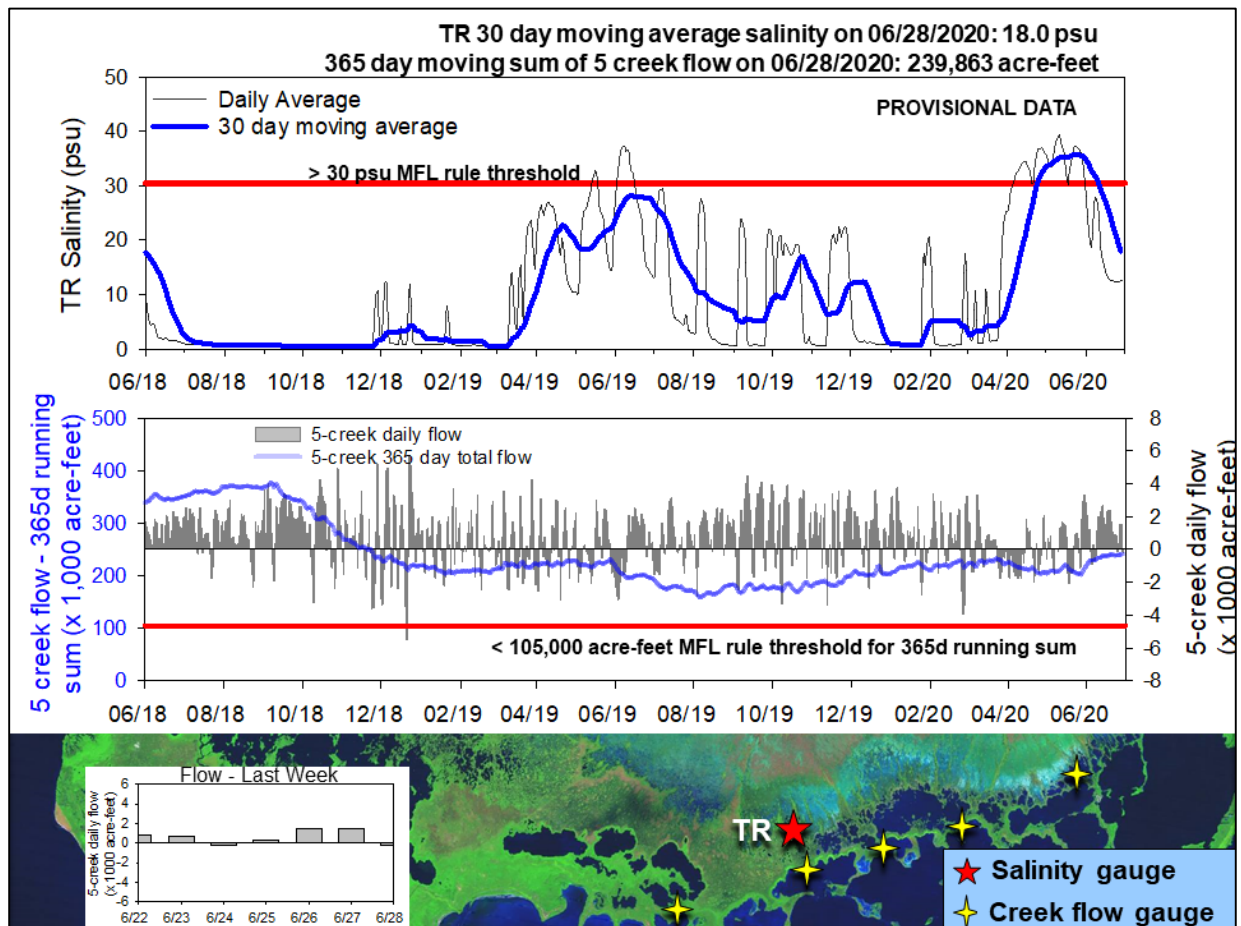 TR 30 day moving average salinity on 06/28/2020: 18.0 psu
365 day moving sum of 5 creek flow on 06/28/2020: 239,863 acre-feet
TR Salinity (psu)
50
40
30
20
10
0
Daily Average
30 day moving average
PROVISIONAL DATA
> 30 psu MFL rule threshold
06/18 08/18 10/18 12/18 02/19 04/19 06/19 08/19 10/19 12/19 02/20 04/20 06/20
5 creek flow - 365d running
sum (x 1,000 acre-feet)
500
400
300
200
100
0
5-creek daily flow
5-creek 365 day total flow
< 105,000 acre-feet MFL rule threshold for 365d running sum
8
6
4
2
0
-2
-4
-6
-8
5-creek daily flow
(x 1000 acre-feet)
06/18 08/18 10/18 12/18 02/19 04/19 06/19 08/19 10/19 12/19 02/20 04/20 06/20
Flow - Last Week
5-creek daily flow
(x 1000 acre-feet)
6
4
2
0
-2
-4
-6
6/22 6/23 6/24 6/25 6/26 6/27 6/28
TR
Salinity gauge
Creek flow gauge